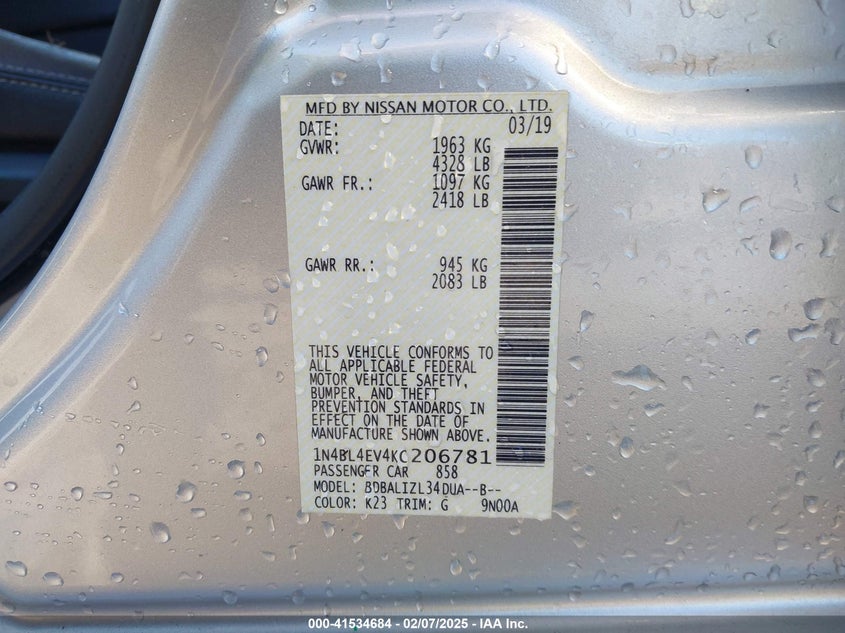 MFD BY NISSAN MOTOR CO., LTD.
DATE: 03/19
GVWR: 1963 KG
4328 LB
GAWR FR.: 1097 KG
2418 LB
GAWR RR.: 945 KG
2083 LB
THIS VEHICLE CONFORMS TO
ALL APPLICABLE FEDERAL
MOTOR VEHICLE SAFETY,
BUMPER, AND THEFT
PREVENTION STANDARDS IN
EFFECT ON THE DATE OF
MANUFACTURE SHOWN ABOVE.
1N4BL4EV4KC206781
PASSENGER CAR 858
MODEL: BDBALIZL34DUA--B--
COLOR: K23 TRIM: G 9N00A
000-41534684 - 02/07/2025 - IAA Inc.